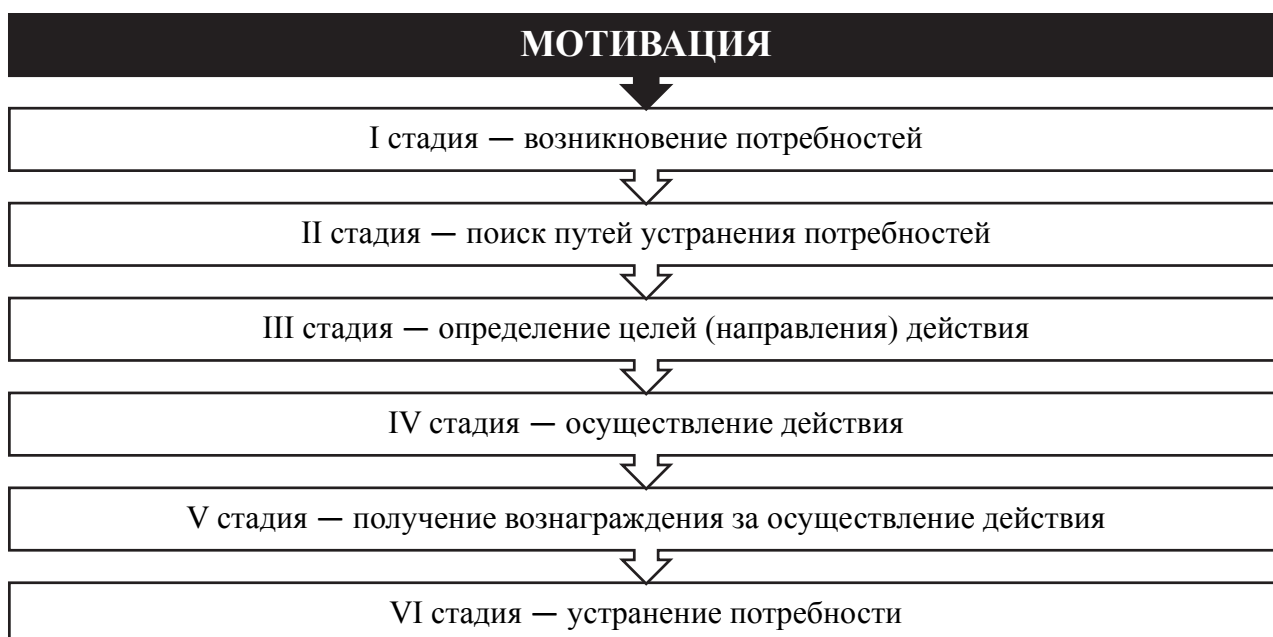 МОТИВАЦИЯ
I стадия — возникновение потребностей
II стадия — поиск путей устранения потребностей
III стадия — определение целей (направления) действия
IV стадия — осуществление действия
V стадия — получение вознаграждения за осуществление действия
VI стадия — устранение потребности